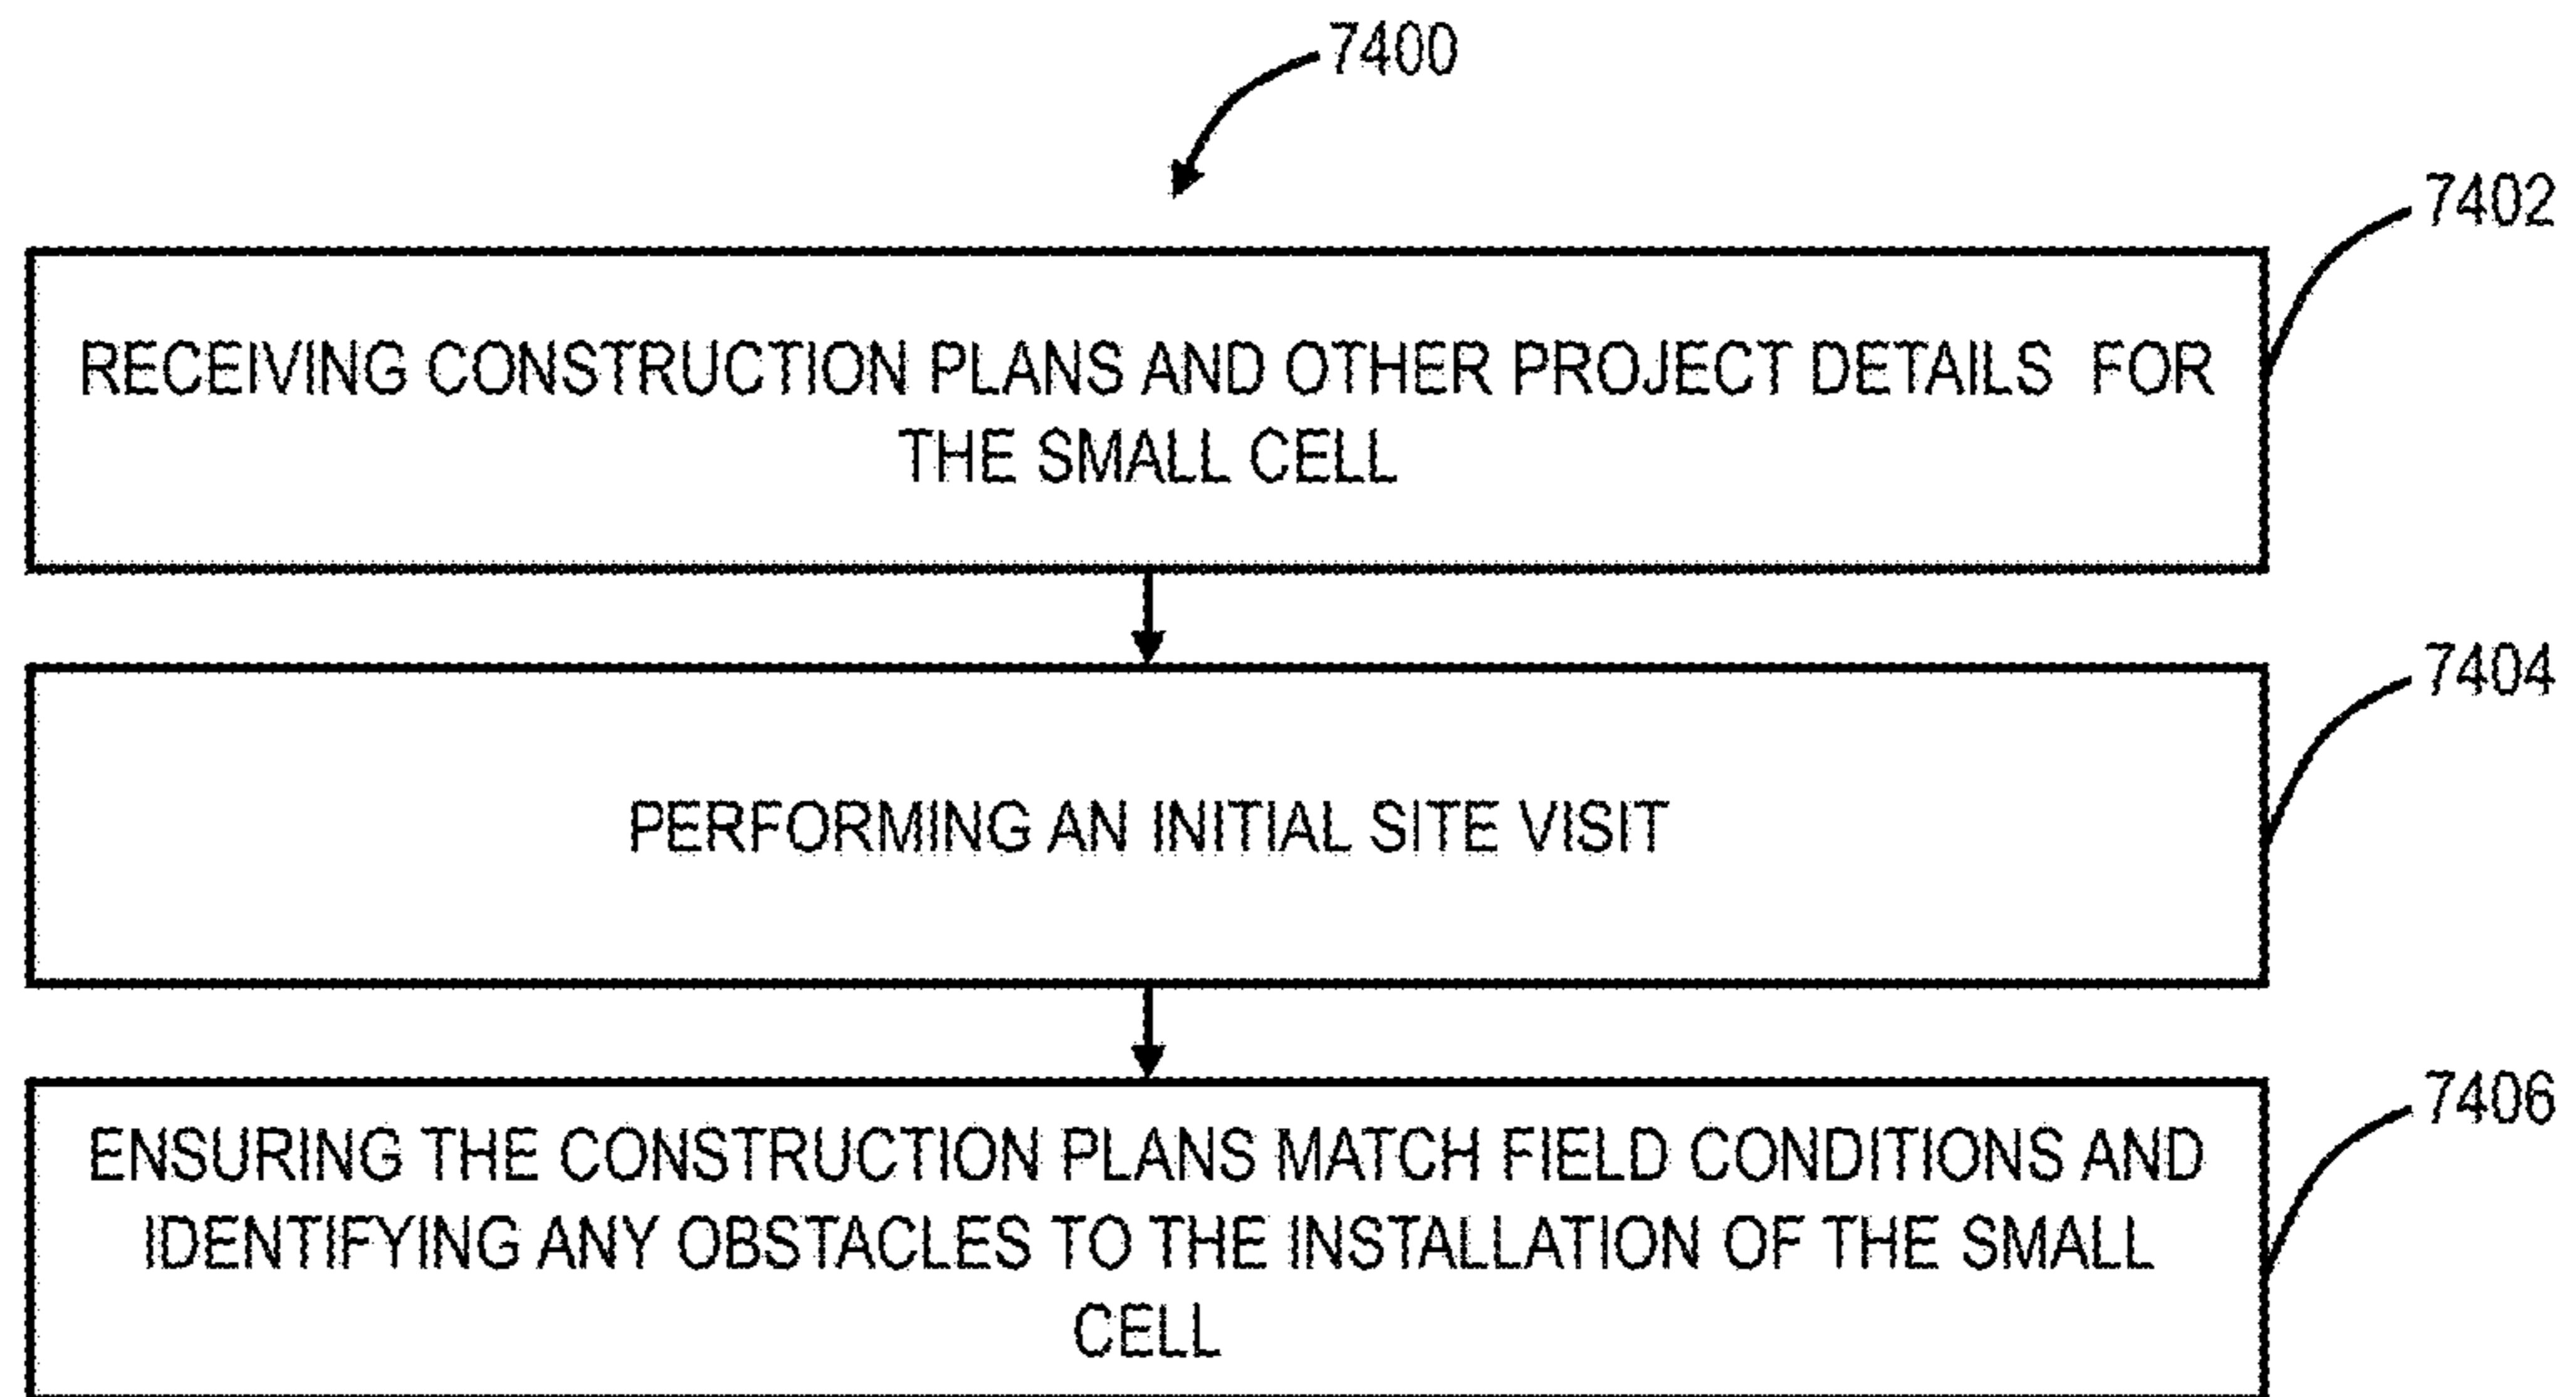 7400
7402
RECEIVING CONSTRUCTION PLANS AND OTHER PROJECT DETAILS FOR
THE SMALL CELL
7404
PERFORMING AN INITIAL SITE VISIT
7406
ENSURING THE CONSTRUCTION PLANS MATCH FIELD CONDITIONS AND
IDENTIFYING ANY OBSTACLES TO THE INSTALLATION OF THE SMALL
CELL